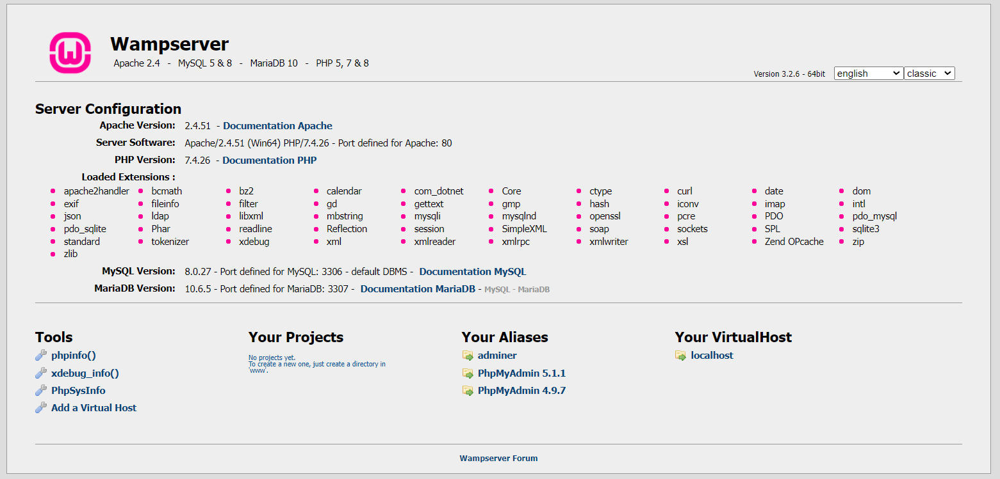 Wampserver
Apache 2.4 - MySQL 5 & 8 - MariaDB 10 - PHP 5, 7 & 8
Version 3.2.6 - 64bit english classic
Server Configuration
Apache Version: 2.4.51 - Documentation Apache
Server Software: Apache/2.4.51 (Win64) PHP/7.4.26 - Port defined for Apache: 80
PHP Version: 7.4.26 - Documentation PHP
Loaded Extensions :
apache2handler bcmath bz2 calendar com_dotnet Core ctype curl date dom
exif fileinfo filter gd gettext gmp hash iconv imap intl
json ldap libxml mbstring mysqli mysqlnd openssl pcre PDO pdo_mysql
pdo_sqlite Phar readline Reflection session SimpleXML soap sockets SPL sqlite3
standard tokenizer xdebug xml xmlreader xmlrpc xmlwriter xsl Zend OPcache zip
zlib
MySQL Version: 8.0.27 - Port defined for MySQL: 3306 - default DBMS - Documentation MySQL
MariaDB Version: 10.6.5 - Port defined for MariaDB: 3307 - Documentation MariaDB - MySQL - MariaDB
Tools
phpinfo()
xdebug_info()
PhpSysInfo
Add a Virtual Host
Your Projects
No projects yet.
To create a new one, just create a directory in
'www'.
Your Aliases
adminer
PhpMyAdmin 5.1.1
PhpMyAdmin 4.9.7
Your VirtualHost
localhost
Wampserver Forum